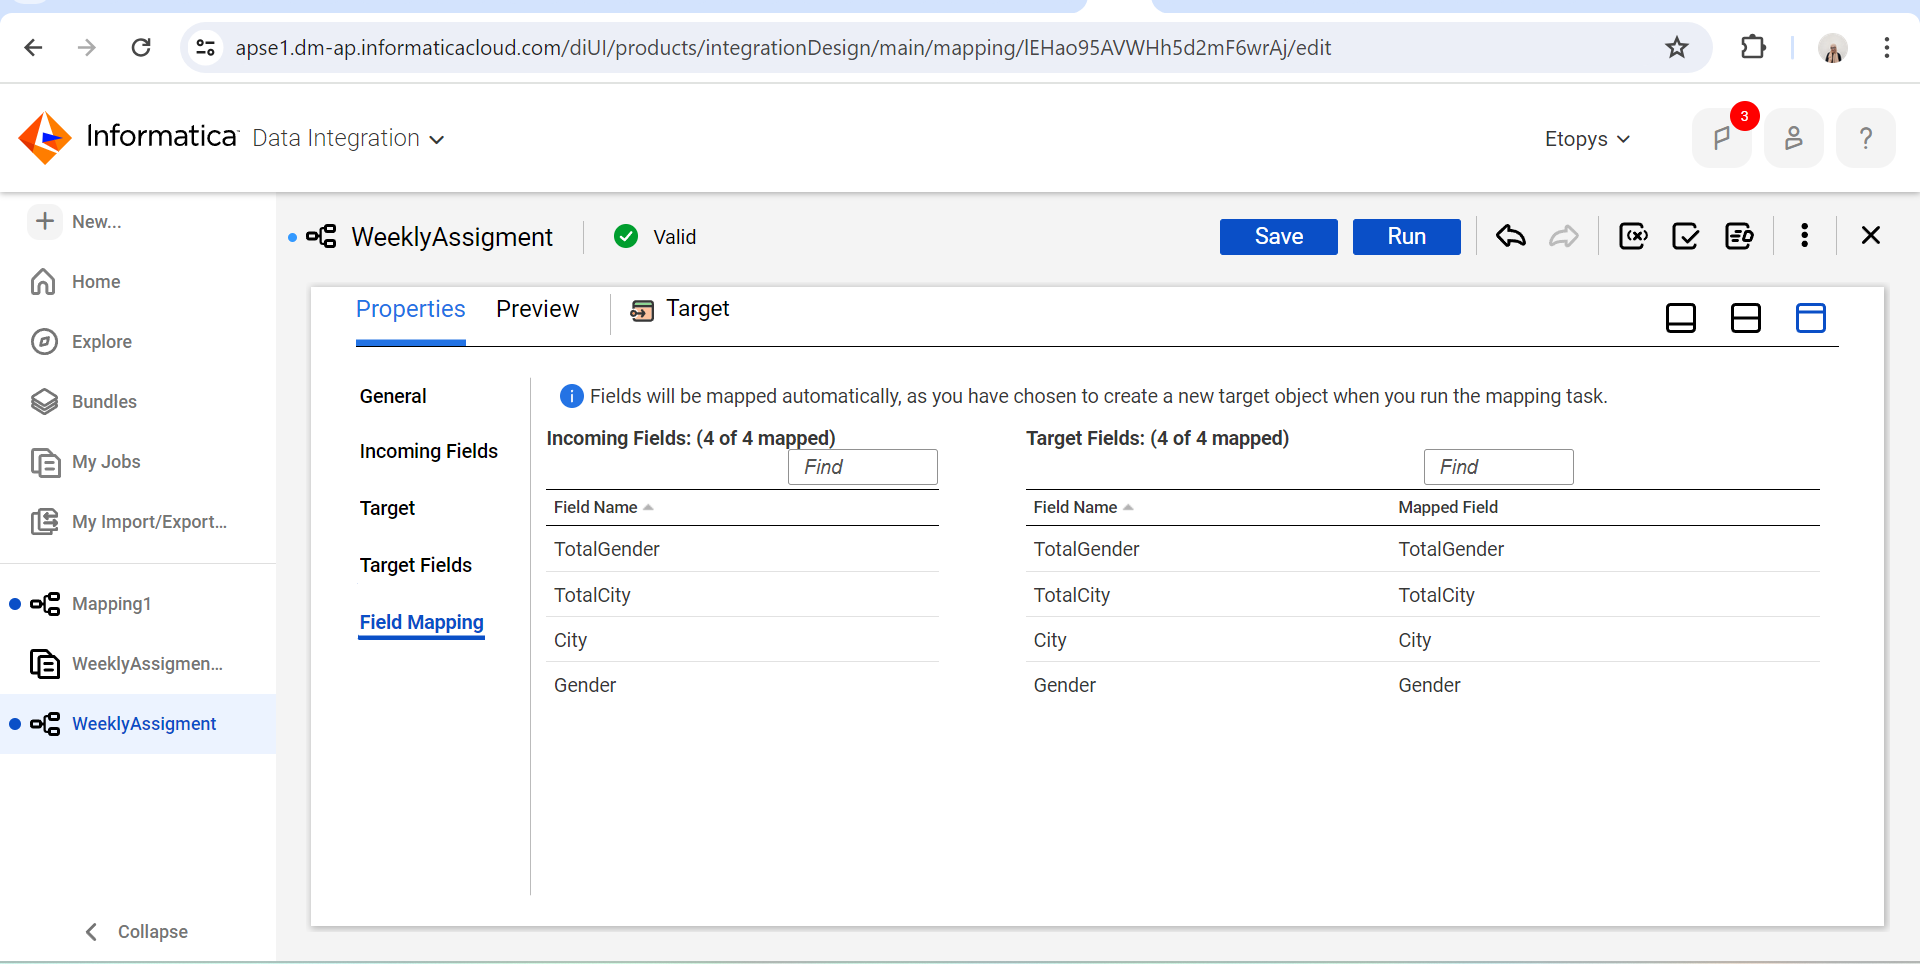 apse1.dm-ap.informaticacloud.com/diUI/products/integrationDesign/main/mapping/lEHao95AVWHh5d2mF6wrAj/edit
Informatica Data Integration
Etopys
3
?
New...
Home
Explore
Bundles
My Jobs
My Import/Export...
Mapping1
WeeklyAssigmen...
WeeklyAssigment
Collapse
WeeklyAssigment Valid Save Run
Properties Preview Target
General
Incoming Fields
Target
Target Fields
Field Mapping
Fields will be mapped automatically, as you have chosen to create a new target object when you run the mapping task.
Incoming Fields: (4 of 4 mapped)
Find
Field Name
TotalGender
TotalCity
City
Gender
Target Fields: (4 of 4 mapped)
Find
Field Name Mapped Field
TotalGender TotalGender
TotalCity TotalCity
City City
Gender Gender